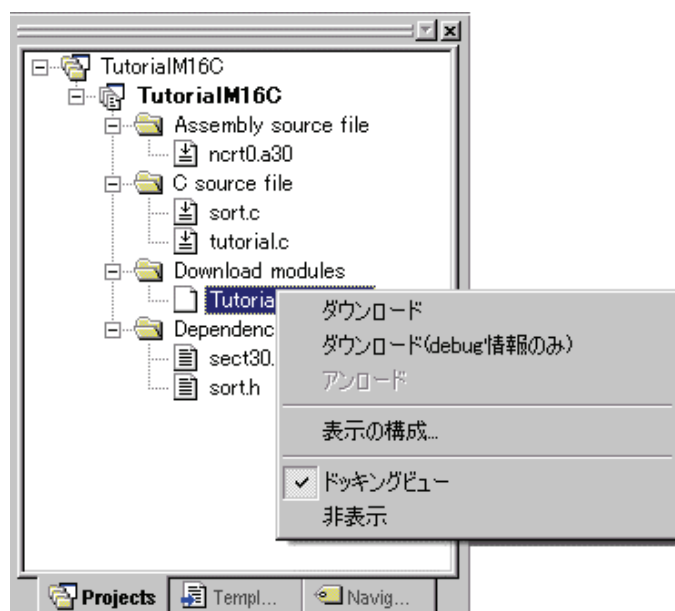 TutorialM16C
TutorialM16C
Assembly source file
ncrt0.a30
C source file
sort.c
tutorial.c
Download modules
Tutoria
Dependenc
sect30.
sort.h
ダウンロード
ダウンロード(debug情報のみ)
アンロード
表示の構成...
ドッキングビュー
非表示
Projects Templ... Navig...